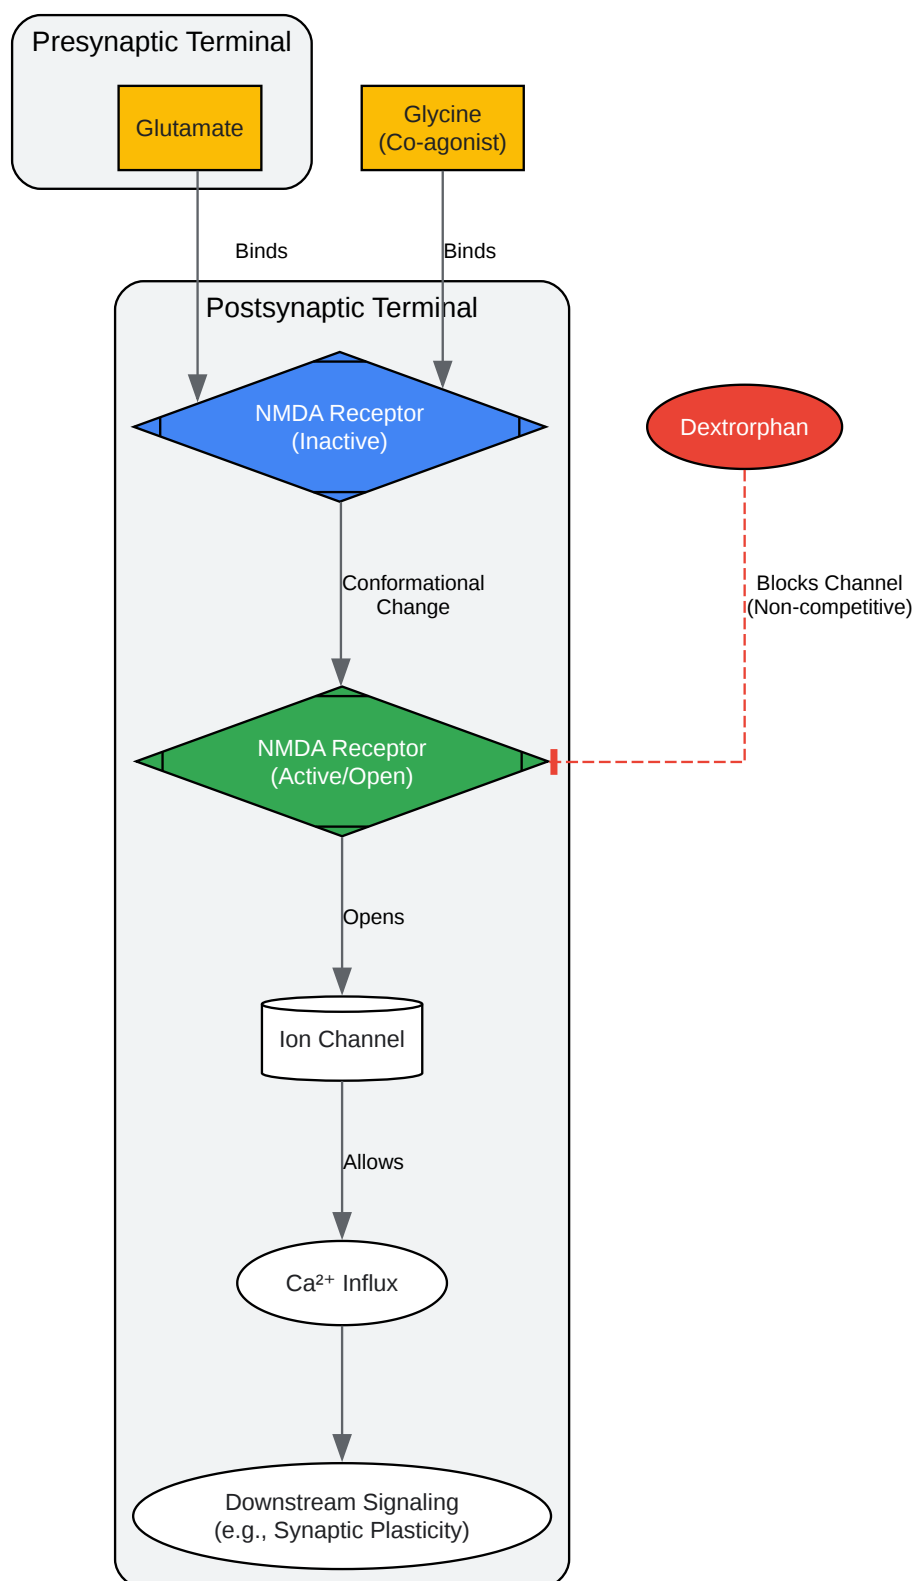 Presynaptic Terminal
Glutamate
Glycine
(Co-agonist)
Binds
Binds
Postsynaptic Terminal
NMDA Receptor
(Inactive)
Dextrorphan
Conformational
Change
Blocks Channel
(Non-competitive)
NMDA Receptor
(Active/Open)
Opens
Ion Channel
Allows
Ca²⁺ Influx
Downstream Signaling
(e.g., Synaptic Plasticity)